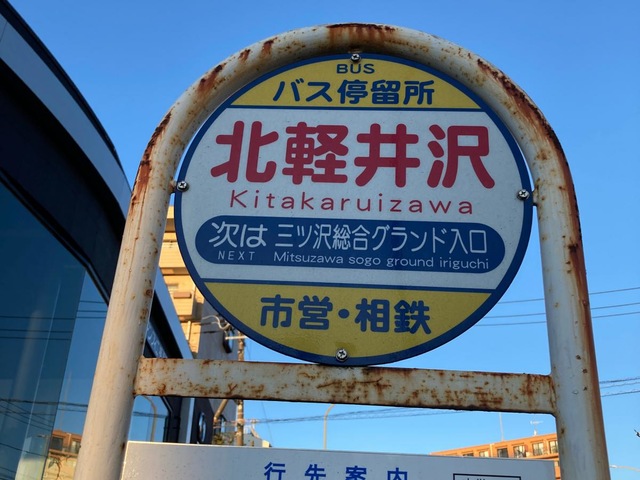 BUS
バス停留所
北軽井沢
Kitakaruizawa
次は 三ツ沢総合グランド入口
NEXT Mitsuzawa sogo ground iriguchi
市営・相鉄
行先案内